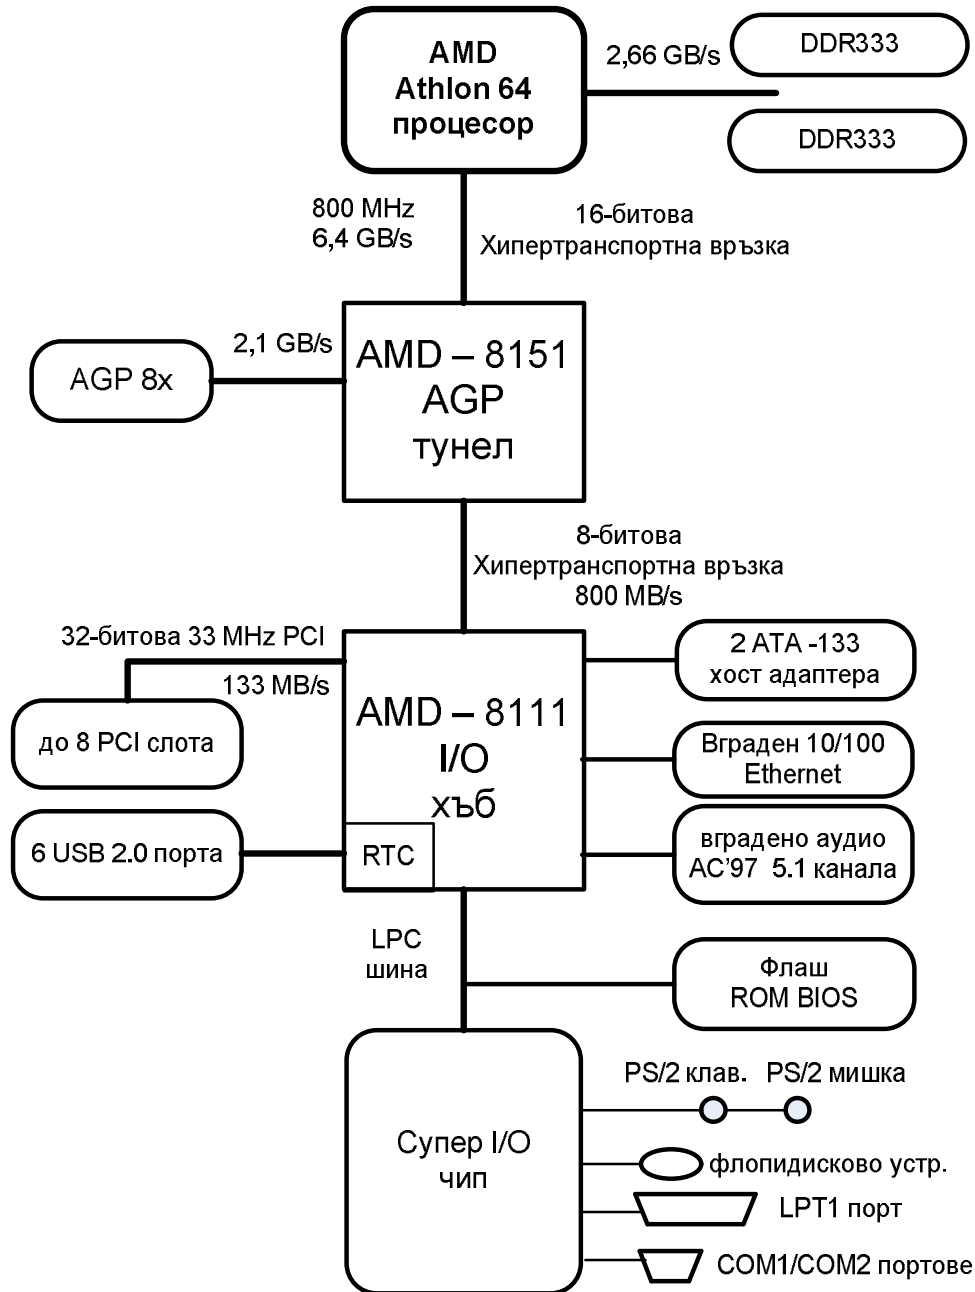 AMD
Athlon 64
процесор
2,66 GB/s
DDR333
DDR333
800 MHz
6,4 GB/s
16-битова
Хипертранспортна връзка
2,1 GB/s
AGP 8x
AMD – 8151
AGP
тунел
8-битова
Хипертранспортна връзка
800 MB/s
32-битова 33 MHz PCI
133 MB/s
до 8 PCI слота
6 USB 2.0 порта
AMD – 8111
I/O
хъб
RTC
2 ATA -133
хост адаптера
Вграден 10/100
Ethernet
вградено аудио
AC'97 5.1 канала
LPC
шина
Флаш
ROM BIOS
Супер I/O
чип
PS/2 клав. PS/2 мишка
флопидисково устр.
LPT1 порт
COM1/COM2 портове